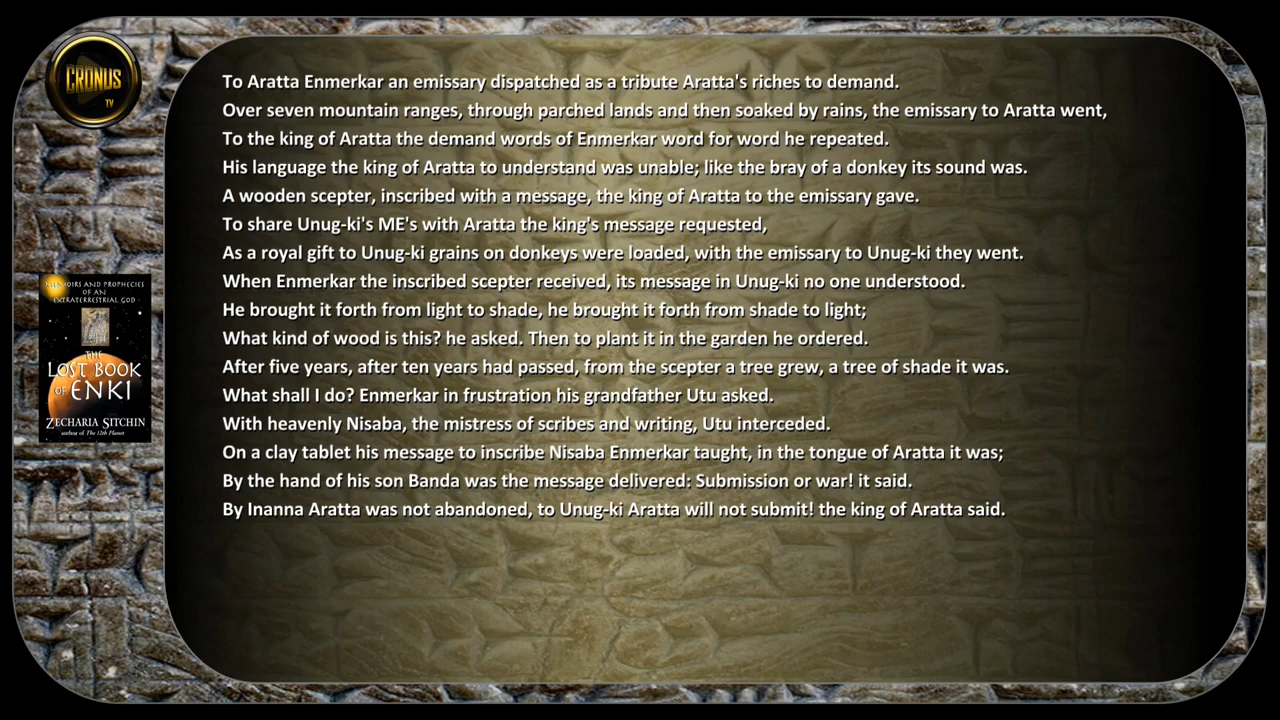 CRONUS
TV
To Aratta Enmerkar an emissary dispatched as a tribute Aratta's riches to demand.
Over seven mountain ranges, through parched lands and then soaked by rains, the emissary to Aratta went,
To the king of Aratta the demand words of Enmerkar word for word he repeated.
His language the king of Aratta to understand was unable; like the bray of a donkey its sound was.
A wooden scepter, inscribed with a message, the king of Aratta to the emissary gave.
To share Unug-ki's ME's with Aratta the king's message requested,
As a royal gift to Unug-ki grains on donkeys were loaded, with the emissary to Unug-ki they went.
When Enmerkar the inscribed scepter received, its message in Unug-ki no one understood.
He brought it forth from light to shade, he brought it forth from shade to light;
What kind of wood is this? he asked. Then to plant it in the garden he ordered.
After five years, after ten years had passed, from the scepter a tree grew, a tree of shade it was.
What shall I do? Enmerkar in frustration his grandfather Utu asked.
With heavenly Nisaba, the mistress of scribes and writing, Utu interceded.
On a clay tablet his message to inscribe Nisaba Enmerkar taught, in the tongue of Aratta it was;
By the hand of his son Banda was the message delivered: Submission or war! it said.
By Inanna Aratta was not abandoned, to Unug-ki Aratta will not submit! the king of Aratta said.
MEMOIRS AND PROPHECIES
OF AN
EXTRATERRESTRIAL GOD
THE
LOST BOOK
OF ENKI
ZECHARIA SITCHIN
author of The 12th Planet